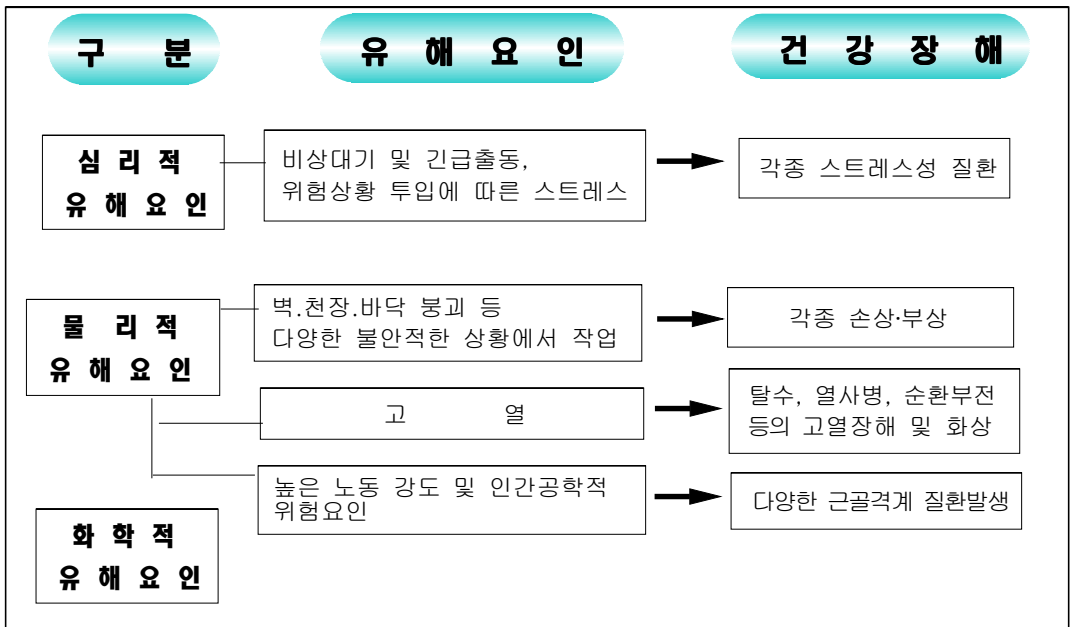 구 분
유 해 요 인
건 강 장 해
심 리 적
유 해 요 인
비상대기 및 긴급출동,
위험상황 투입에 따른 스트레스
각종 스트레스성 질환
물 리 적
유 해 요 인
벽.천장.바닥 붕괴 등
다양한 불안적한 상황에서 작업
각종 손상·부상
고 열
탈수, 열사병, 순환부전
등의 고열장해 및 화상
높은 노동 강도 및 인간공학적
위험요인
다양한 근골격계 질환발생
화 학 적
유 해 요 인